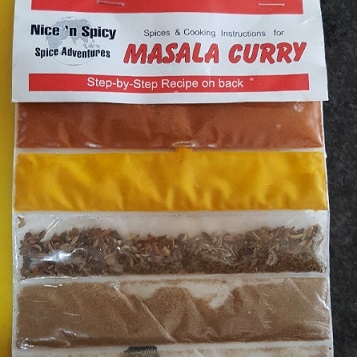 Nice 'n Spicy
Spice Adventures
Spices & Cooking Instructions for
MASALA CURRY
Step-by-Step Recipe on back